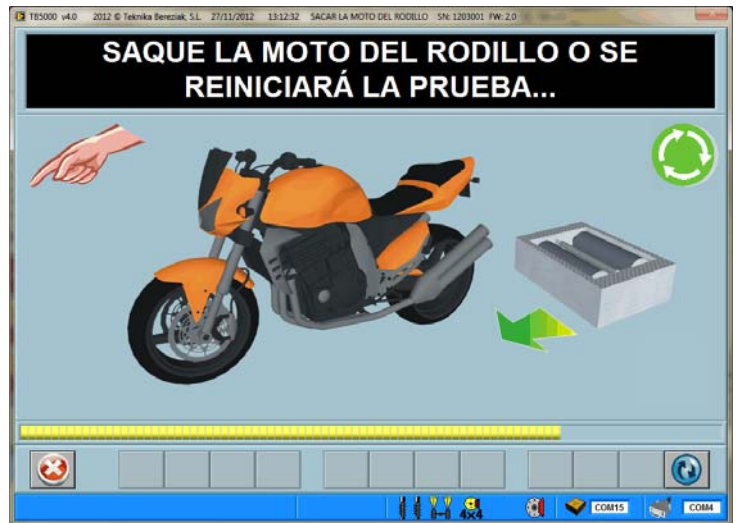 TB5000 v4.0 2012 © Teknika Bereziak, S.L. 27/11/2012 13:12:32 SACAR LA MOTO DEL RODILLO SN: 1203001 FW: 2.0
SAQUE LA MOTO DEL RODILLO O SE
REINICIARÁ LA PRUEBA...
4x4 COM15 COM4